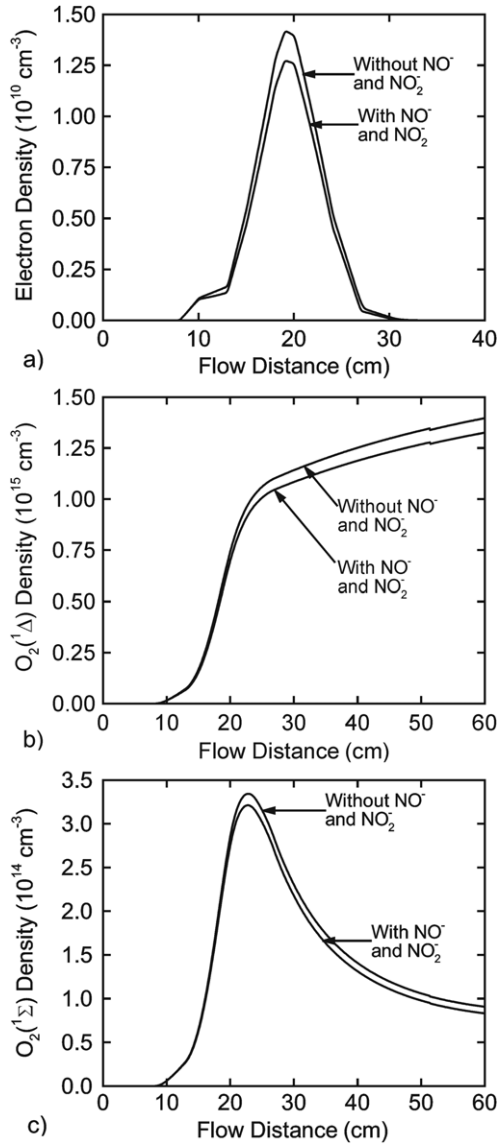 1.50
1.25
1.00
0.75
0.50
0.25
0.00
Electron Density (10¹⁰ cm⁻³)
Without NO⁻
and NO₂⁻
With NO⁻
and NO₂⁻
0 10 20 30 40
Flow Distance (cm)
a)
1.50
1.25
1.00
0.75
0.50
1.25
0.00
O₂(¹Δ) Density (10¹⁵ cm⁻³)
Without NO⁻
and NO₂⁻
With NO⁻
and NO₂⁻
0 10 20 30 40 50 60
Flow Distance (cm)
b)
3.5
3.0
2.5
2.0
1.5
1.0
0.5
0.0
O₂(¹Σ) Density (10¹⁴ cm⁻³)
Without NO⁻
and NO₂⁻
With NO⁻
and NO₂⁻
0 10 20 30 40 50 60
Flow Distance (cm)
c)